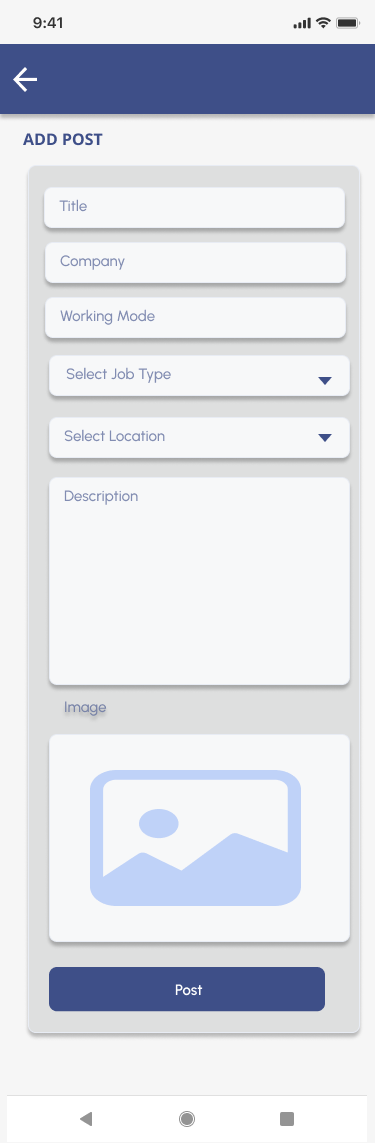 9:41
ADD POST
Title
Company
Working Mode
Select Job Type
Select Location
Description
Image
Post